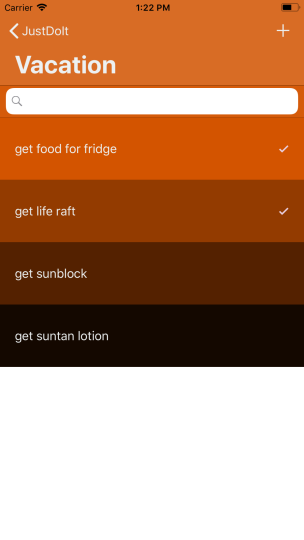 Carrier 1:22 PM
JustDoIt
Vacation
get food for fridge
get life raft
get sunblock
get suntan lotion